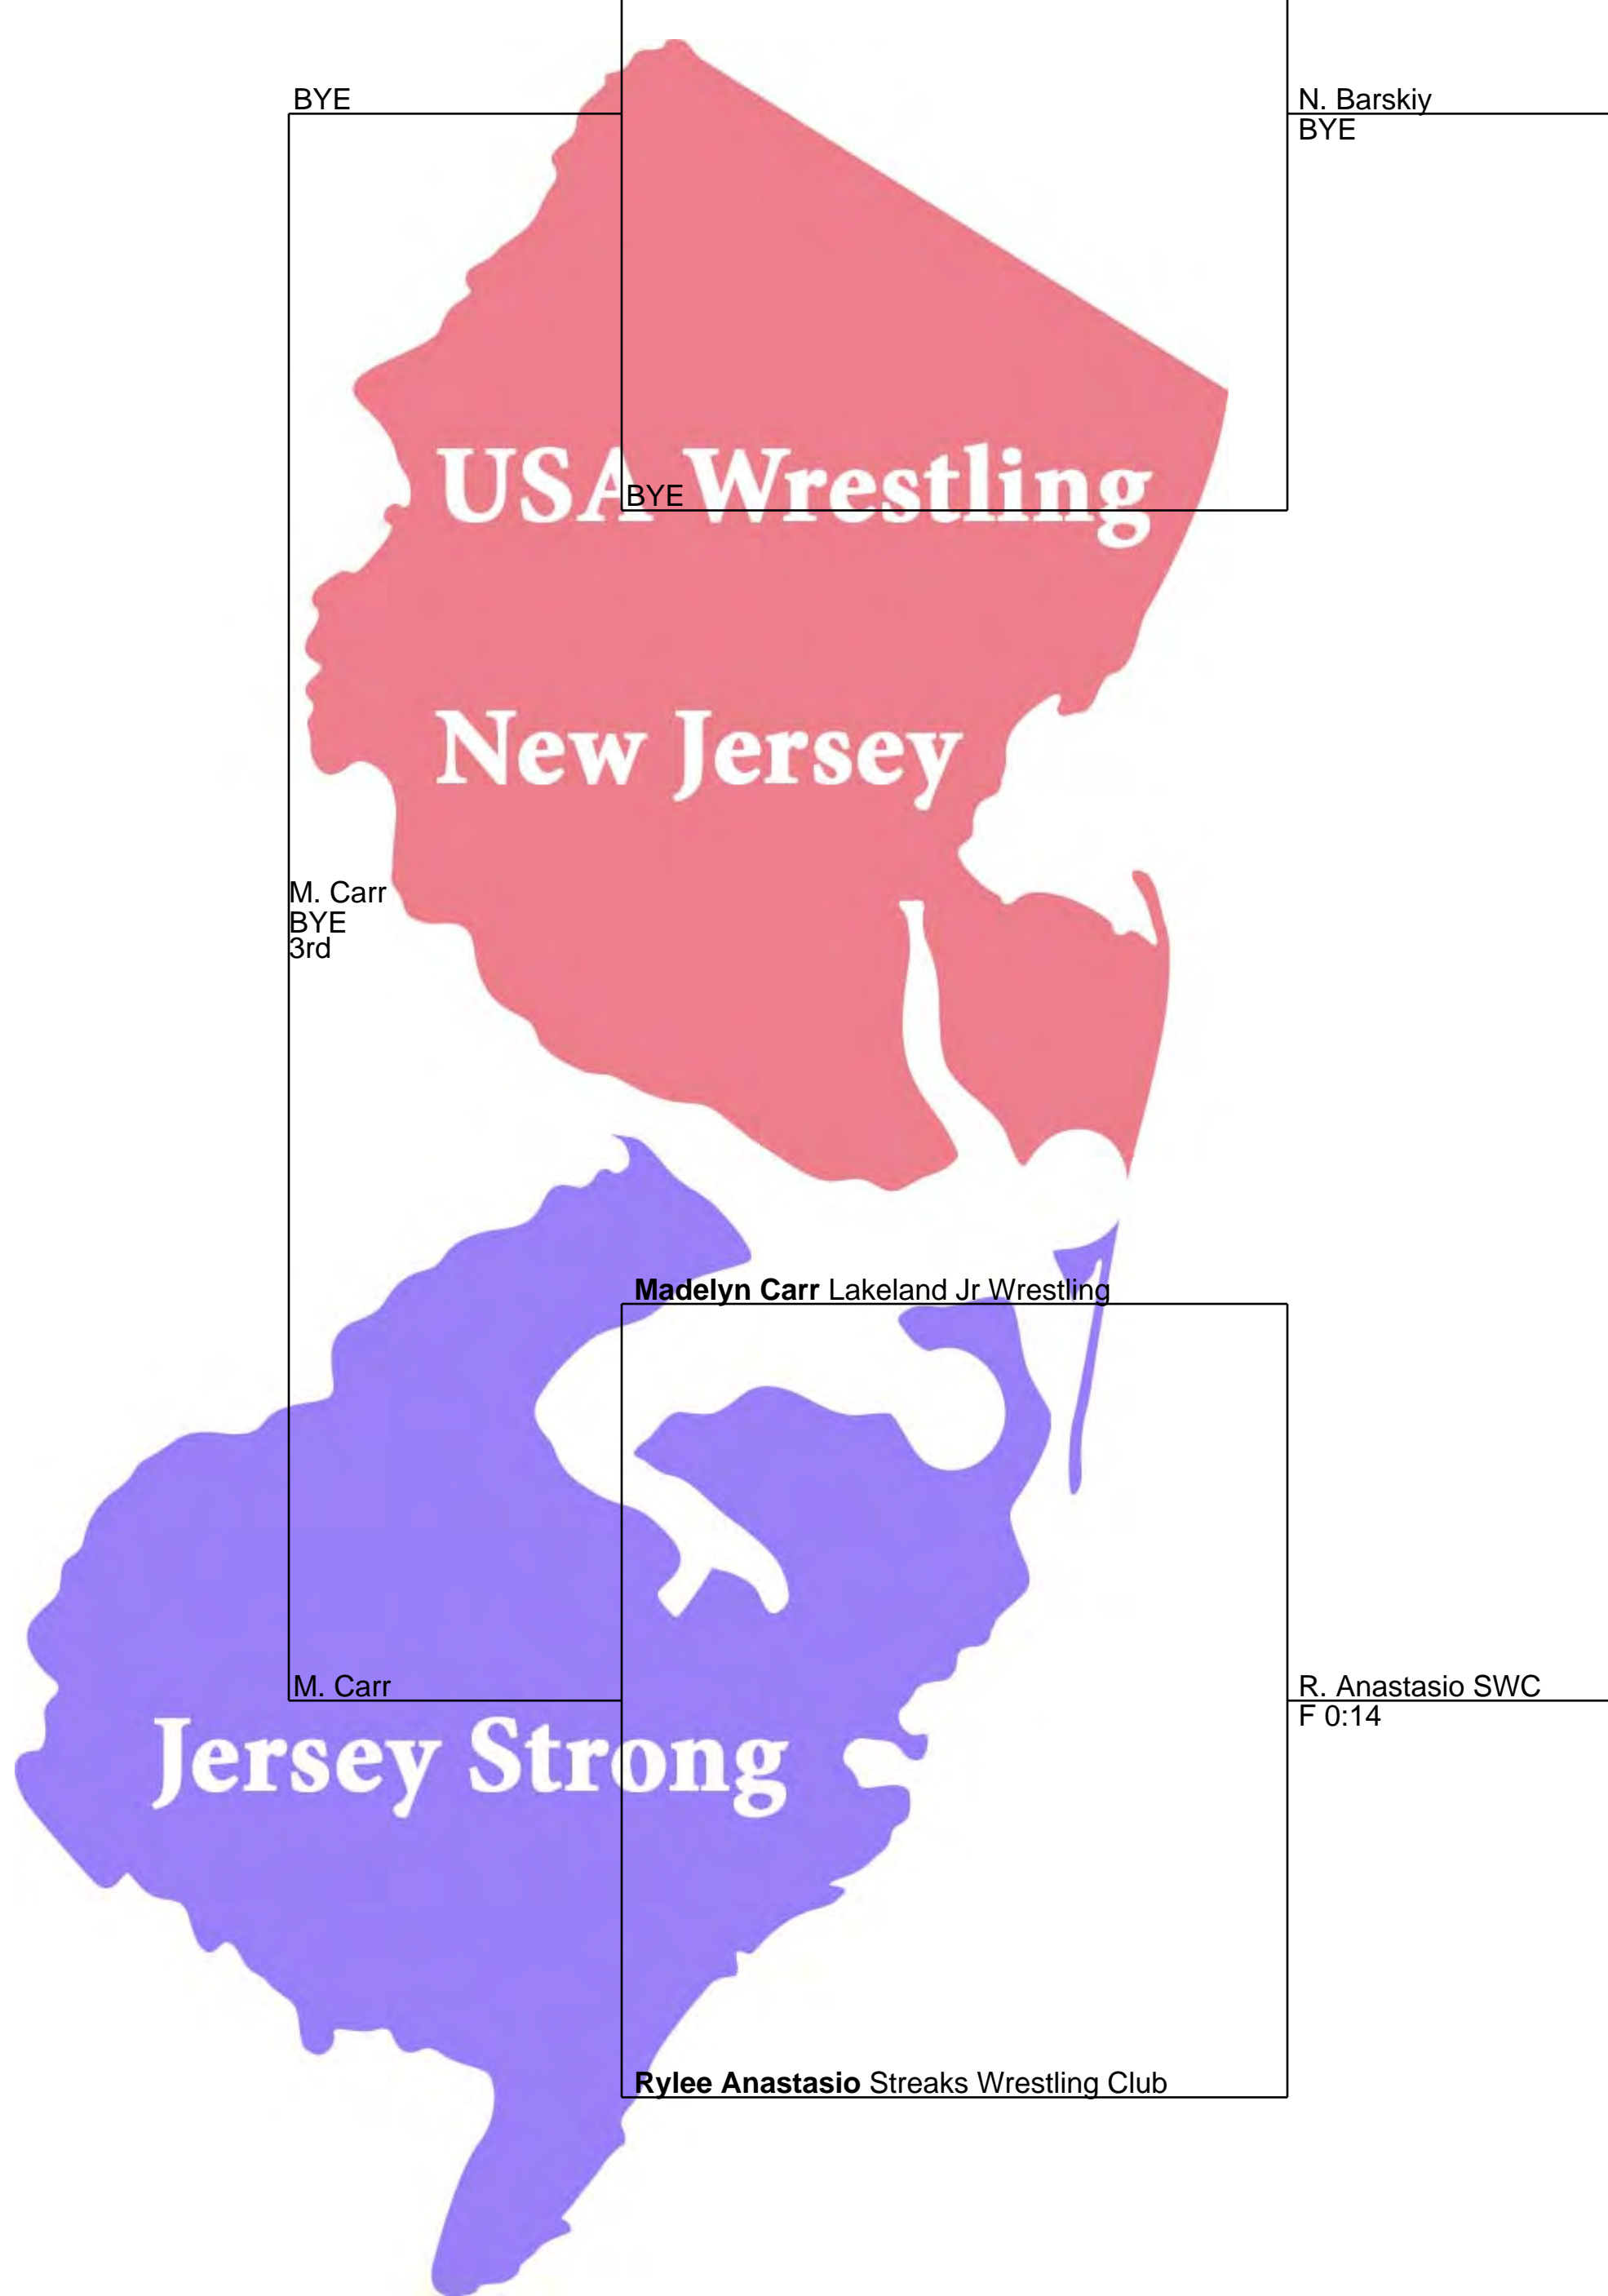 BYE
N. Barskiy
BYE
USA Wrestling
BYE
New Jersey
M. Carr
BYE
3rd
Madelyn Carr Lakeland Jr Wrestling
M. Carr
R. Anastasio SWC
F 0:14
Jersey Strong
Rylee Anastasio Streaks Wrestling Club